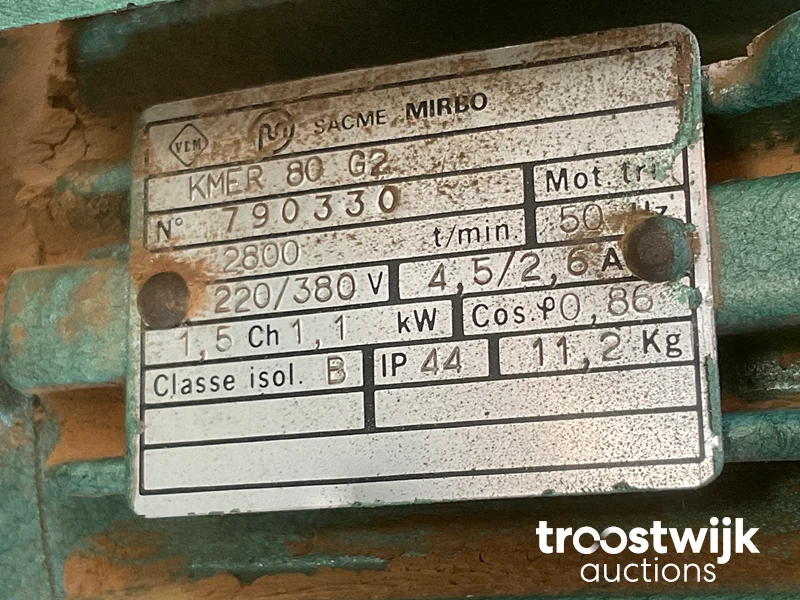 VEM SACME MIRBO
KMER 80 G2
N° 790330 Mot. tri
2800 t/min 50 Hz
220/380 V 4,5/2,6 A
1,5 Ch 1,1 kW Cos.φ 0,86
Classe isol. B IP 44 11,2 Kg
troostwijk
auctions